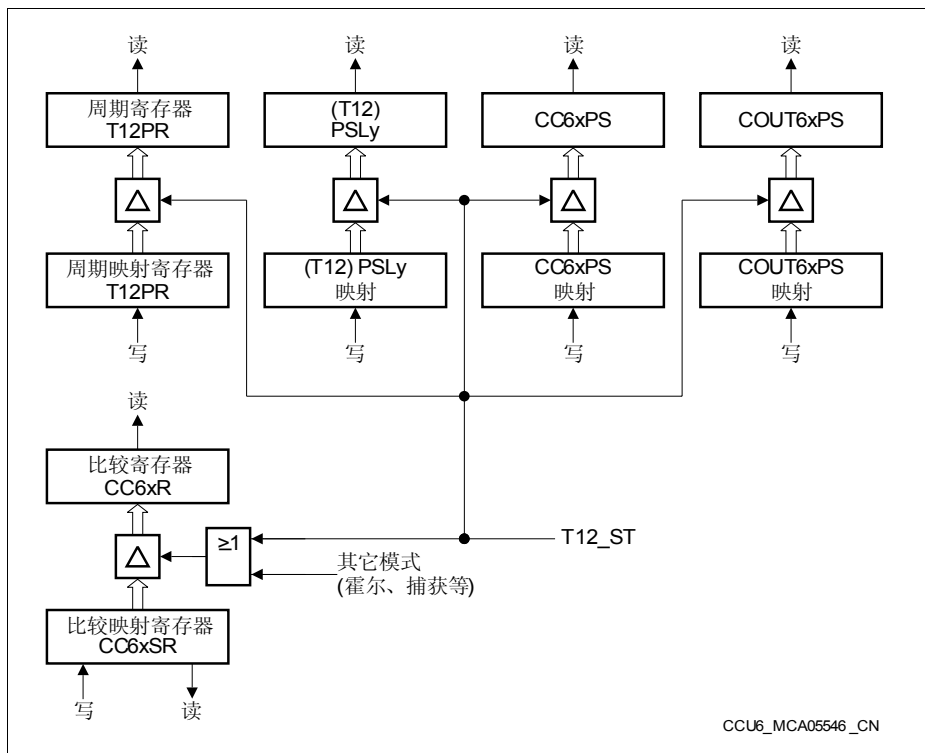 读
读
读
读
周期寄存器
T12PR
(T12)
PSLy
CC6xPS
COUT6xPS
周期映射寄存器
T12PR
(T12) PSLy
映射
CC6xPS
映射
COUT6xPS
映射
写
写
写
写
读
比较寄存器
CC6xR
≥1
T12_ST
其它模式
(霍尔、捕获等)
比较映射寄存器
CC6xSR
写
读
CCU6_MCA05546_CN